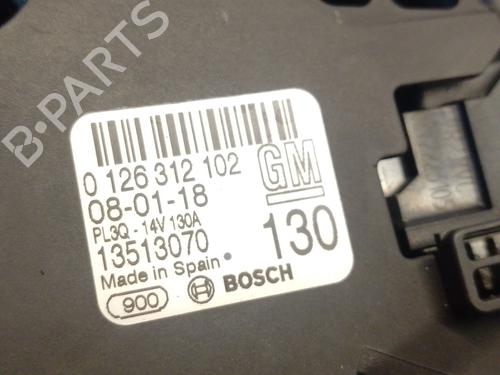 B-PARTS
0 126 312 102
08-01-18
PL3Q - 14V 130A
13513070
Made in Spain
900
BOSCH
GM
130